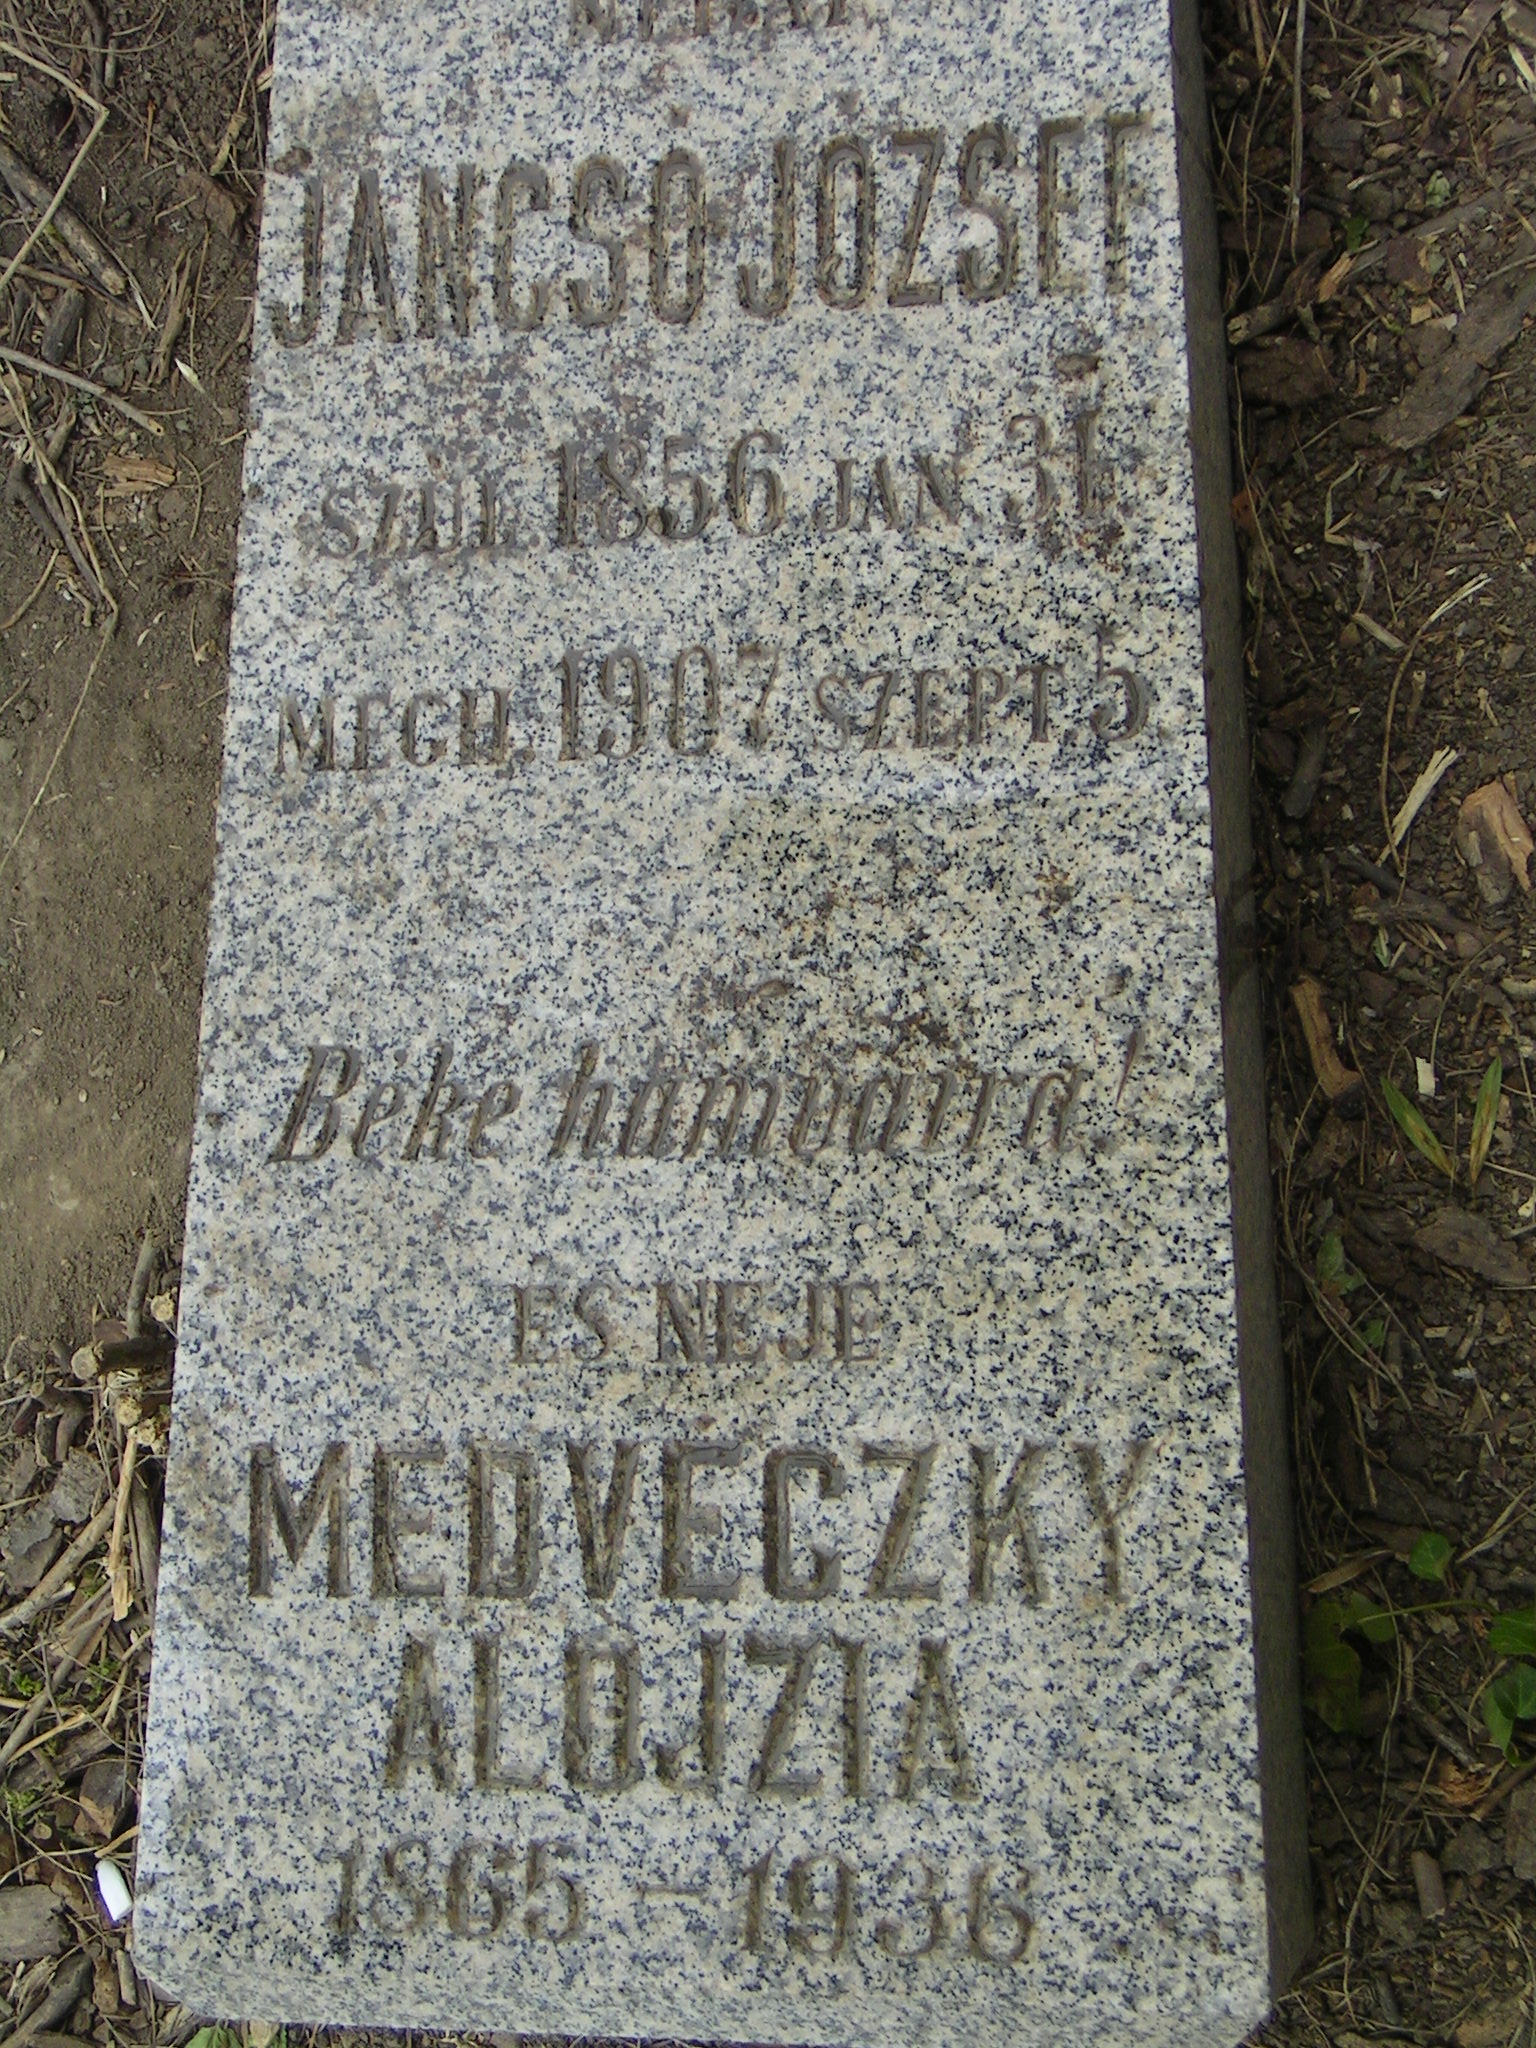 JANCSÓ JÓZSEF
SZÜL. 1856 JAN 31
MEGH. 1907 SZEPT. 5.
Béke hamvaira!
ÉS NEJE
MEDVECZKY
ALOJZIA
1865 – 1936